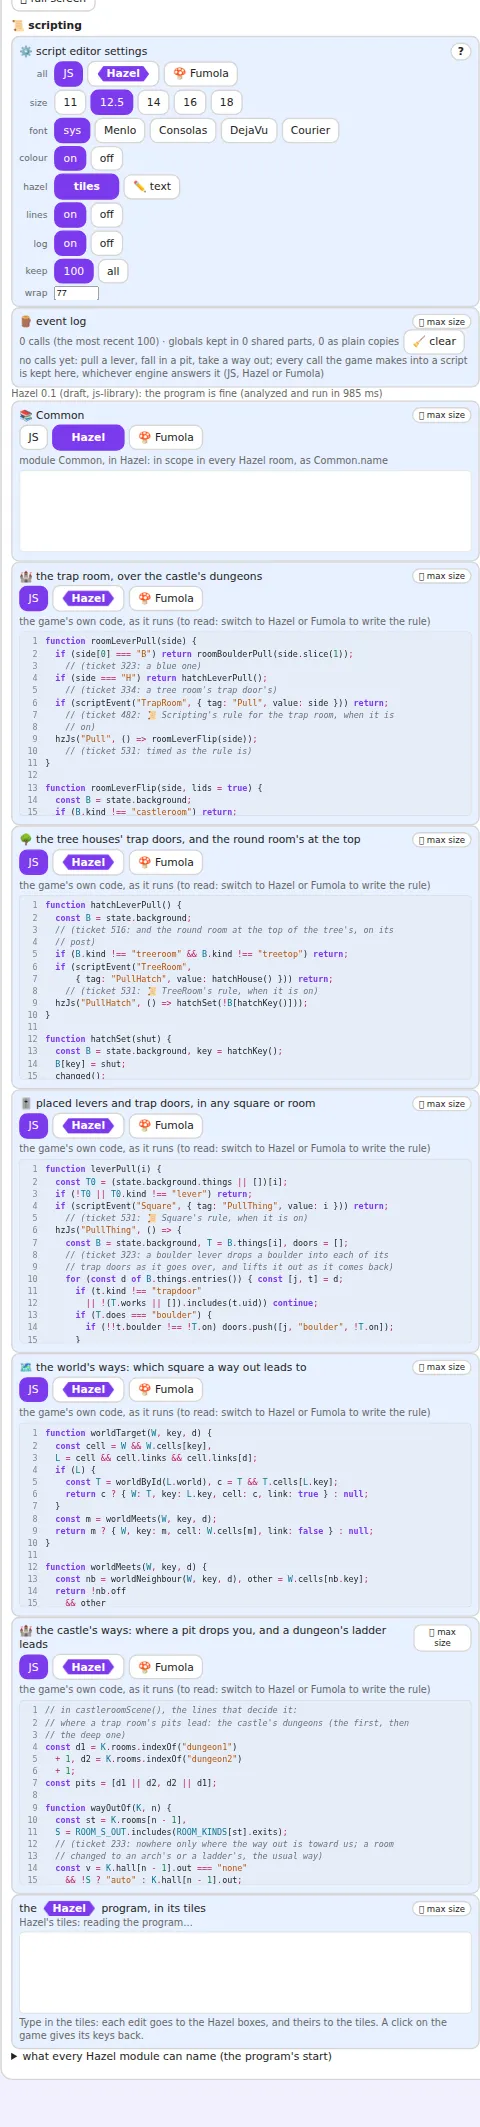 full screen
📜 scripting
⚙️ script editor settings ?
all JS Hazel 🍄 Fumola
size 11 12.5 14 16 18
font sys Menlo Consolas DejaVu Courier
colour on off
hazel tiles ✏️ text
lines on off
log on off
keep 100 all
wrap 77
🪵 event log max size
0 calls (the most recent 100) · globals kept in 0 shared parts, 0 as plain copies 🧹 clear
no calls yet: pull a lever, fall in a pit, take a way out; every call the game makes into a script
is kept here, whichever engine answers it (JS, Hazel or Fumola)
Hazel 0.1 (draft, js-library): the program is fine (analyzed and run in 985 ms)
📚 Common max size
JS Hazel 🍄 Fumola
module Common, in Hazel: in scope in every Hazel room, as Common.name
🏰 the trap room, over the castle's dungeons max size
JS Hazel 🍄 Fumola
the game's own code, as it runs (to read: switch to Hazel or Fumola to write the rule)
1 function roomLeverPull(side) {
2 if (side[0] === "B") return roomBoulderPull(side.slice(1));
3 // (ticket 323: a blue one)
4 if (side === "H") return hatchLeverPull();
5 // (ticket 334: a tree room's trap door's)
6 if (scriptEvent("TrapRoom", { tag: "Pull", value: side })) return;
7 // (ticket 482: 📜 Scripting's rule for the trap room, when it is
8 // on)
9 hzJs("Pull", () => roomLeverFlip(side));
10 // (ticket 531: timed as the rule is)
11 }
12
13 function roomLeverFlip(side, lids = true) {
14 const B = state.background;
15 if (B.kind !== "castleroom") return;
🌳 the tree houses' trap doors, and the round room's at the top max size
JS Hazel 🍄 Fumola
the game's own code, as it runs (to read: switch to Hazel or Fumola to write the rule)
1 function hatchLeverPull() {
2 const B = state.background;
3 // (ticket 516: and the round room at the top of the tree's, on its
4 // post)
5 if (B.kind !== "treeroom" && B.kind !== "treetop") return;
6 if (scriptEvent("TreeRoom",
7 { tag: "PullHatch", value: hatchHouse() })) return;
8 // (ticket 531: 📜 TreeRoom's rule, when it is on)
9 hzJs("PullHatch", () => hatchSet(!B[hatchKey()]));
10 }
11
12 function hatchSet(shut) {
13 const B = state.background, key = hatchKey();
14 B[key] = shut;
15 changed();
🎚️ placed levers and trap doors, in any square or room max size
JS Hazel 🍄 Fumola
the game's own code, as it runs (to read: switch to Hazel or Fumola to write the rule)
1 function leverPull(i) {
2 const T0 = (state.background.things || [])[i];
3 if (!T0 || T0.kind !== "lever") return;
4 if (scriptEvent("Square", { tag: "PullThing", value: i })) return;
5 // (ticket 531: 📜 Square's rule, when it is on)
6 hzJs("PullThing", () => {
7 const B = state.background, T = B.things[i], doors = [];
8 // (ticket 323: a boulder lever drops a boulder into each of its
9 // trap doors as it goes over, and lifts it out as it comes back)
10 for (const d of B.things.entries()) { const [j, t] = d;
11 if (t.kind !== "trapdoor"
12 || !(T.works || []).includes(t.uid)) continue;
13 if (T.does === "boulder") {
14 if (!!t.boulder !== !T.on) doors.push([j, "boulder", !T.on]);
15 }
🗺️ the world's ways: which square a way out leads to max size
JS Hazel 🍄 Fumola
the game's own code, as it runs (to read: switch to Hazel or Fumola to write the rule)
1 function worldTarget(W, key, d) {
2 const cell = W && W.cells[key],
3 L = cell && cell.links && cell.links[d];
4 if (L) {
5 const T = worldById(L.world), c = T && T.cells[L.key];
6 return c ? { W: T, key: L.key, cell: c, link: true } : null;
7 }
8 const m = worldMeets(W, key, d);
9 return m ? { W, key: m, cell: W.cells[m], link: false } : null;
10 }
11
12 function worldMeets(W, key, d) {
13 const nb = worldNeighbour(W, key, d), other = W.cells[nb.key];
14 return !nb.off
15 && other
🏰 the castle's ways: where a pit drops you, and a dungeon's ladder max
leads size
JS Hazel 🍄 Fumola
the game's own code, as it runs (to read: switch to Hazel or Fumola to write the rule)
1 // in castleroomScene(), the lines that decide it:
2 // where a trap room's pits lead: the castle's dungeons (the first, then
3 // the deep one)
4 const d1 = K.rooms.indexOf("dungeon1")
5 + 1, d2 = K.rooms.indexOf("dungeon2")
6 + 1;
7 const pits = [d1 || d2, d2 || d1];
8
9 function wayOutOf(K, n) {
10 const st = K.rooms[n - 1],
11 S = ROOM_S_OUT.includes(ROOM_KINDS[st].exits);
12 // (ticket 233: nowhere only where the way out is toward us; a room
13 // changed to an arch's or a ladder's, the usual way)
14 const v = K.hall[n - 1].out === "none"
15 && !S ? "auto" : K.hall[n - 1].out;
the Hazel program, in its tiles max size
Hazel's tiles: reading the program...
Type in the tiles: each edit goes to the Hazel boxes, and theirs to the tiles. A click on the
game gives its keys back.
▶ what every Hazel module can name (the program's start)